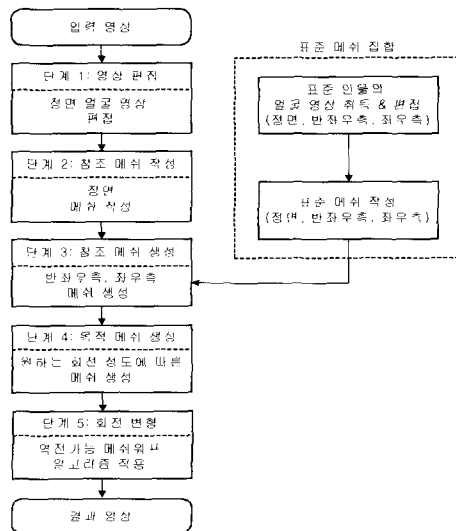 입력 영상
단계 1: 영상 편집
정면 얼굴 영상
편집
단계 2: 참조 메쉬 작성
정면
메쉬 작성
단계 3: 참조 메쉬 생성
반좌우측, 좌우측
메쉬 생성
단계 4: 목적 메쉬 생성
원하는 회전 정도에 따른
메쉬 생성
단계 5: 회전 변형
역전가능 메쉬워프
알고리즘 적용
결과 영상
표준 메쉬 집합
표준 인물의
얼굴 영상 취득 & 편집
(정면, 반좌우측, 좌우측)
표준 메쉬 작성
(정면, 반좌우측, 좌우측)